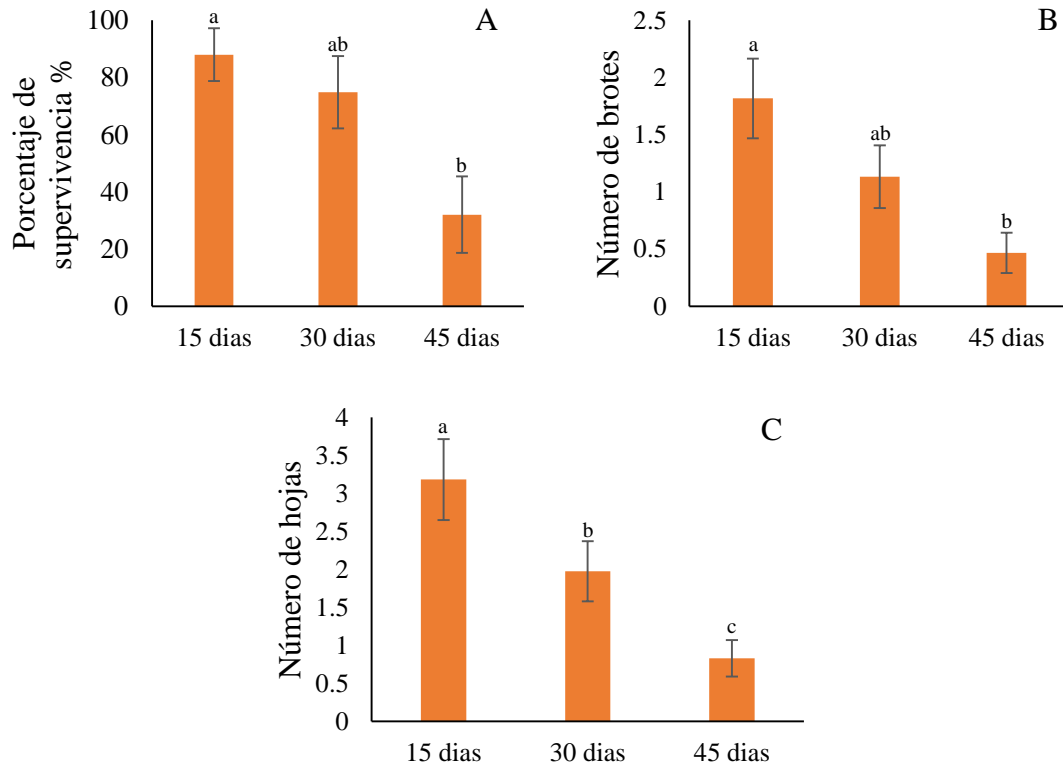 A
Porcentaje de
supervivencia %
100
80
60
40
20
0
a
ab
b
15 dias
30 dias
45 dias
B
Número de brotes
2.5
2
1.5
1
0.5
0
a
ab
b
15 dias
30 dias
45 dias
C
Número de hojas
4
3.5
3
2.5
2
1.5
1
0.5
0
a
b
c
15 dias
30 dias
45 dias